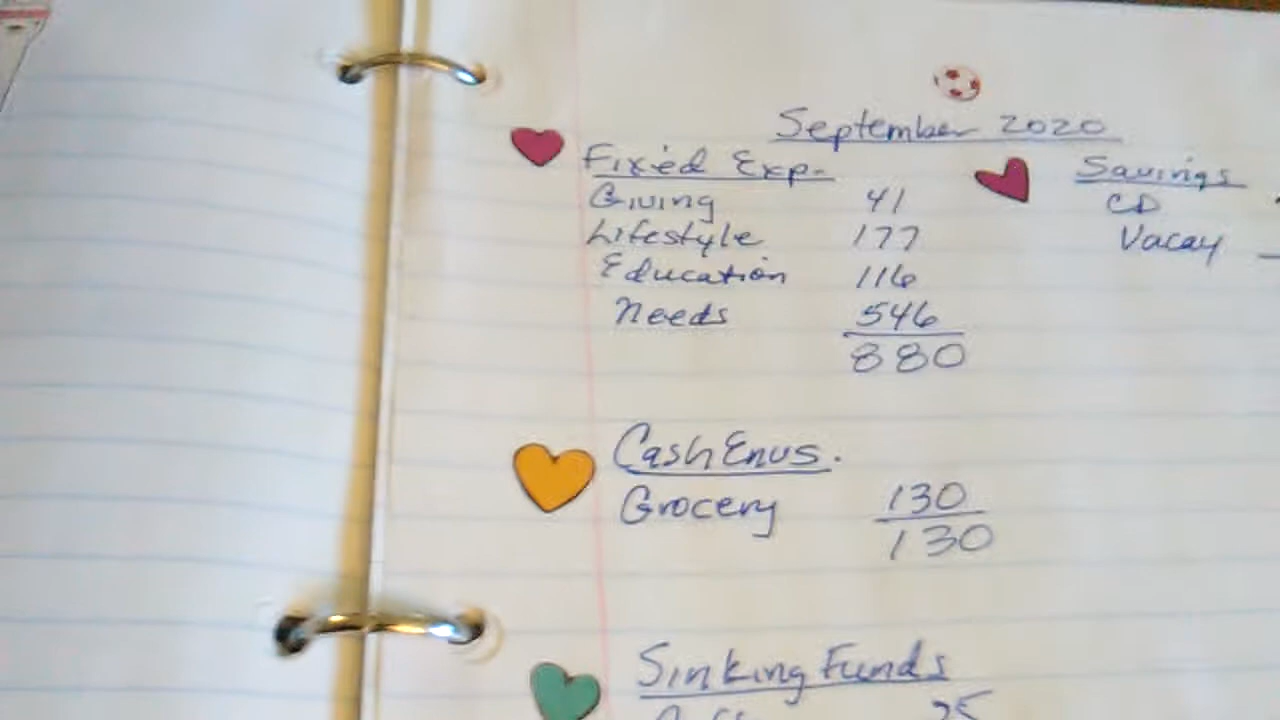 September 2020
Fixed Exp.
Giving 41
Lifestyle 177
Education 116
Needs 546
880
Savings
CD
Vacay
Cash Envs.
Grocery 130
130
Sinking Funds
25